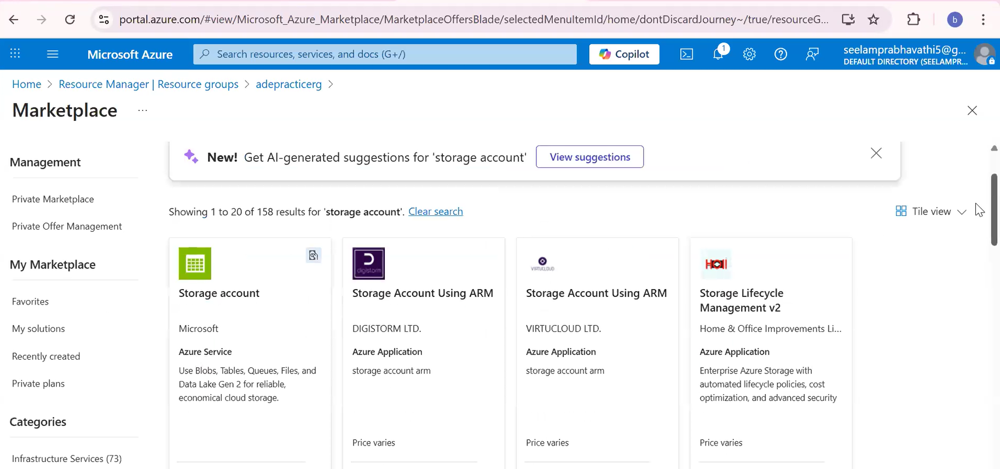 portal.azure.com/#view/Microsoft_Azure_Marketplace/MarketplaceOffersBlade/selectedMenuItemId/home/dontDiscardJourney~/true/resourceG...
b
Microsoft Azure
Search resources, services, and docs (G+/)
Copilot
1
seelamprabhavathi5@g...
DEFAULT DIRECTORY (SEELAMPR...
Home > Resource Manager | Resource groups > adepracticerg >
Marketplace ...
Management
Private Marketplace
Private Offer Management
My Marketplace
Favorites
My solutions
Recently created
Private plans
Categories
Infrastructure Services (73)
New! Get AI-generated suggestions for 'storage account'
View suggestions
Showing 1 to 20 of 158 results for 'storage account'. Clear search
Tile view
Storage account
Microsoft
Azure Service
Use Blobs, Tables, Queues, Files, and
Data Lake Gen 2 for reliable,
economical cloud storage.
digistorm
Storage Account Using ARM
DIGISTORM LTD.
Azure Application
storage account arm
Price varies
VIRTUCLOUD
Storage Account Using ARM
VIRTUCLOUD LTD.
Azure Application
storage account arm
Price varies
HOII
Storage Lifecycle
Management v2
Home & Office Improvements Li...
Azure Application
Enterprise Azure Storage with
automated lifecycle policies, cost
optimization, and advanced security
Price varies